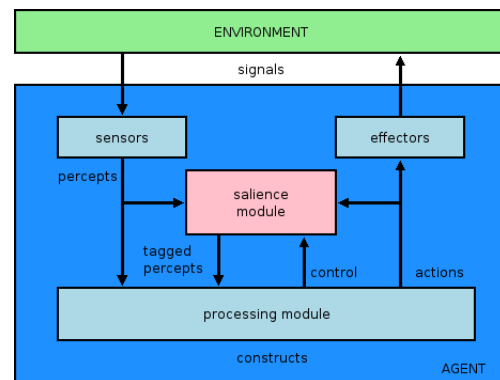 ENVIRONMENT
signals
sensors
effectors
percepts
salience
module
tagged
percepts
control
actions
processing module
constructs
AGENT